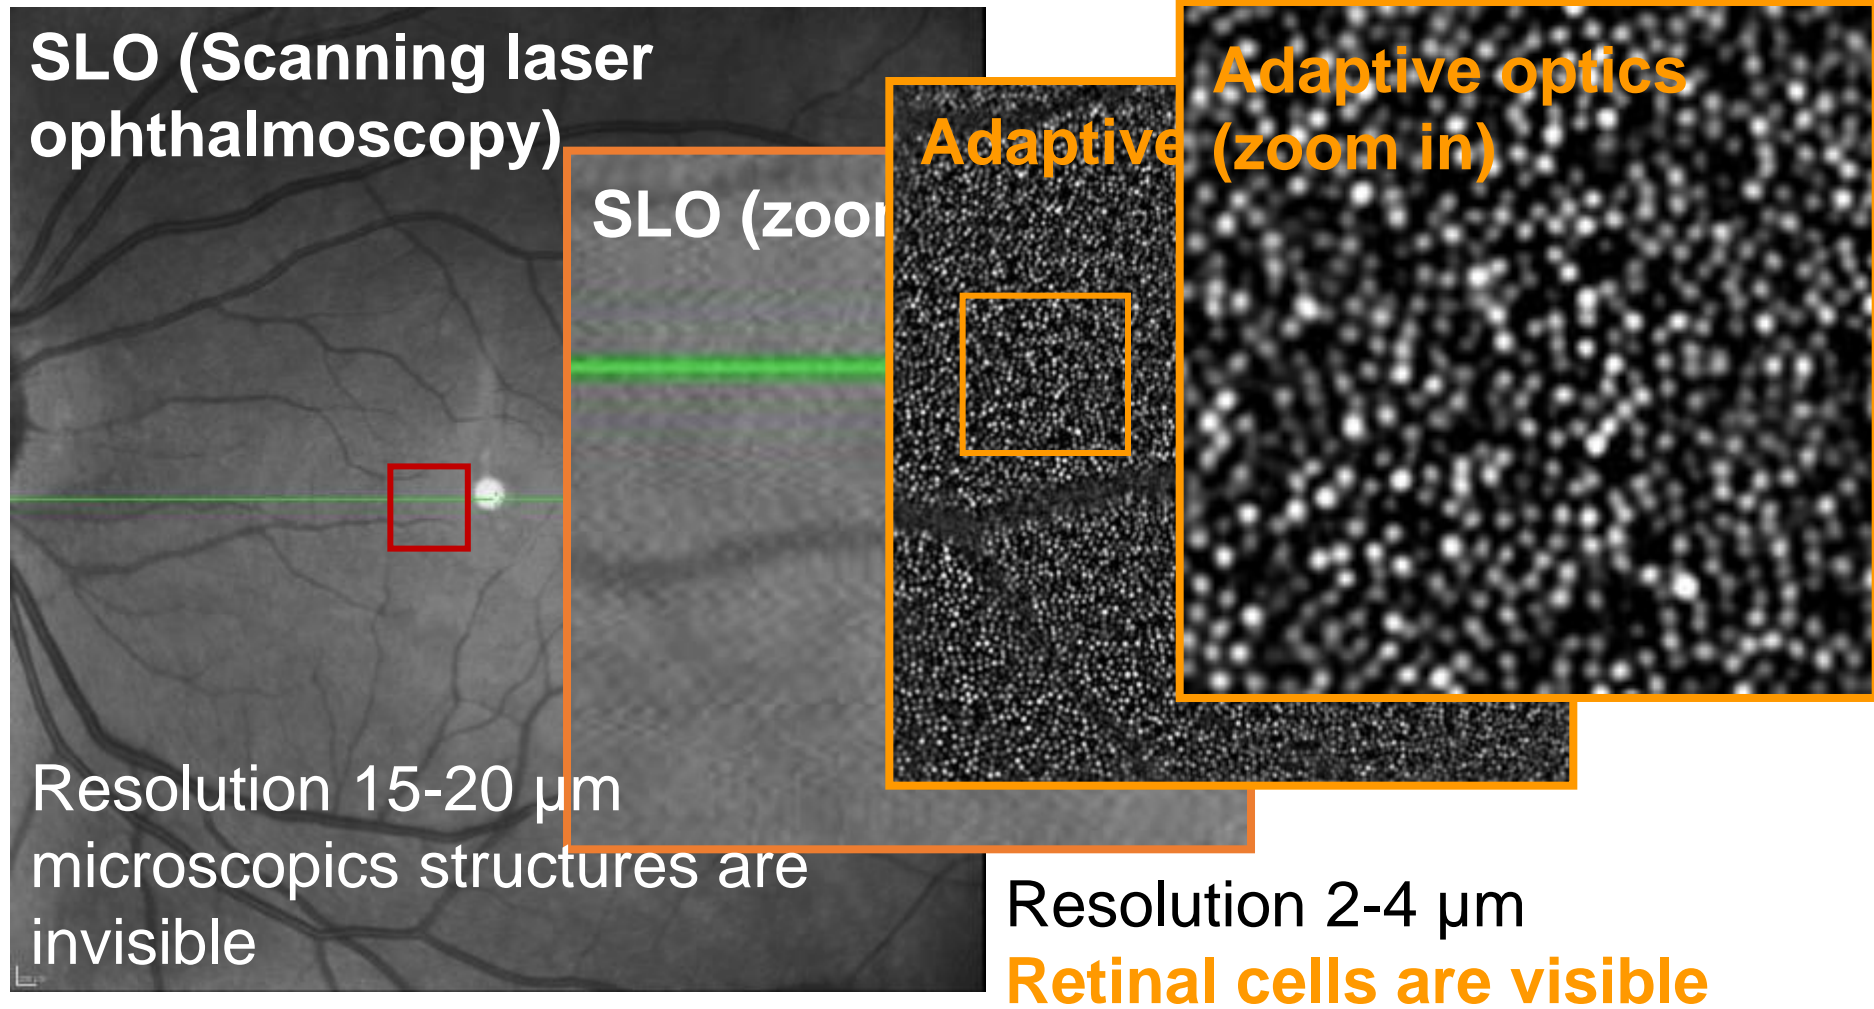 SLO (Scanning laser
ophthalmoscopy)
SLO (zoo
Adaptive
Adaptive optics
(zoom in)
Resolution 15-20 µm
microscopics structures are
invisible
Resolution 2-4 µm
Retinal cells are visible